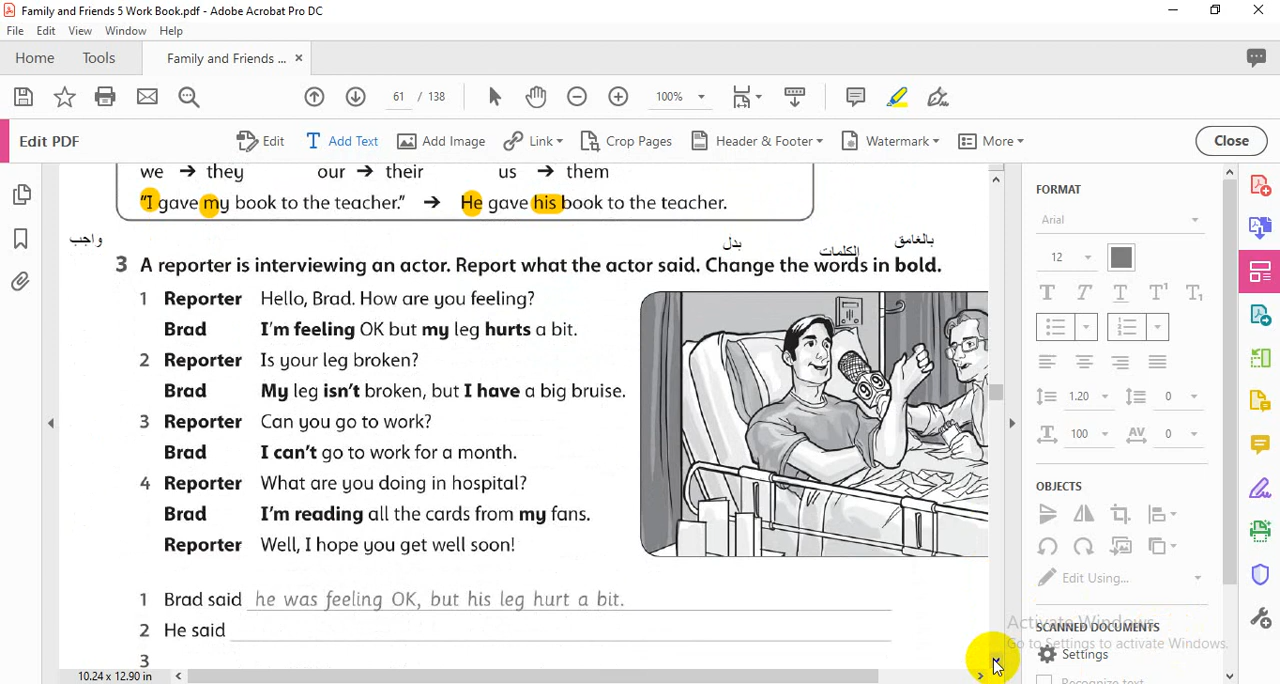 Family and Friends 5 Work Book.pdf - Adobe Acrobat Pro DC
File Edit View Window Help
Home Tools Family and Friends ... ×
61 / 138 100%
Edit PDF Edit Add Text Add Image Link Crop Pages Header & Footer Watermark More Close
we → they our → their us → them
"I gave my book to the teacher." → He gave his book to the teacher.
واجب بدل الكلمات بالغامق
3 A reporter is interviewing an actor. Report what the actor said. Change the words in bold.
1 Reporter Hello, Brad. How are you feeling?
Brad I'm feeling OK but my leg hurts a bit.
2 Reporter Is your leg broken?
Brad My leg isn't broken, but I have a big bruise.
3 Reporter Can you go to work?
Brad I can't go to work for a month.
4 Reporter What are you doing in hospital?
Brad I'm reading all the cards from my fans.
Reporter Well, I hope you get well soon!
1 Brad said he was feeling OK, but his leg hurt a bit.
2 He said
3
10.24 x 12.90 in
FORMAT
Arial
12
T T T T¹ T₁
1.20 0
100 AV 0
OBJECTS
Edit Using...
SCANNED DOCUMENTS
Settings
Activate Windows
Go to Settings to activate Windows.
Recognize text